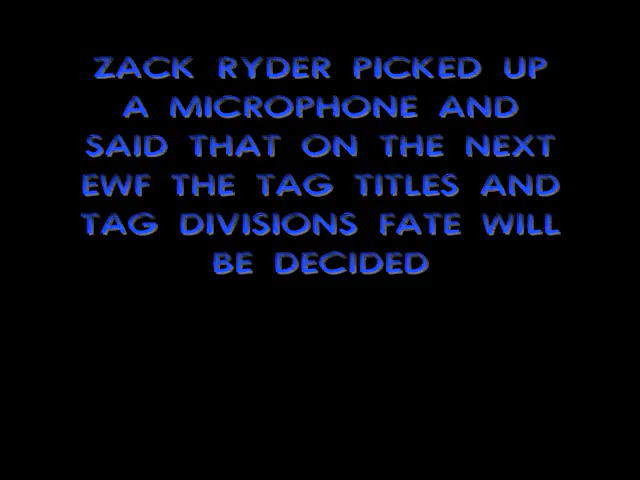 ZACK RYDER PICKED UP
A MICROPHONE AND
SAID THAT ON THE NEXT
EWF THE TAG TITLES AND
TAG DIVISIONS FATE WILL
BE DECIDED